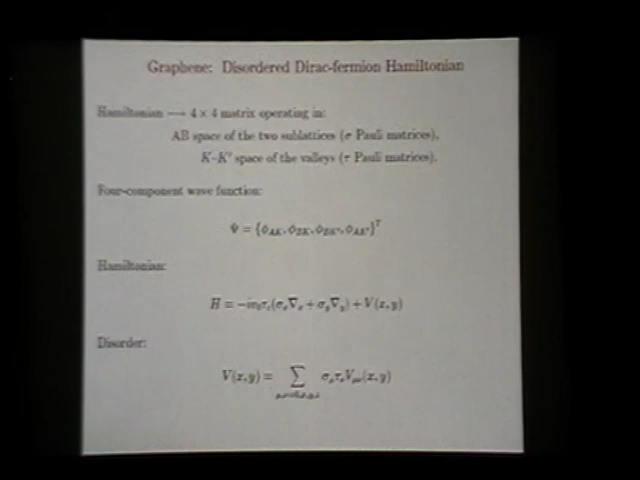 Graphene: Disordered Dirac-fermion Hamiltonian
Hamiltonian ⟶ 4 × 4 matrix operating in:
AB space of the two sublattices (σ Pauli matrices),
K–K′ space of the valleys (τ Pauli matrices).
Four-component wave function:
Ψ = {ϕ_AK, ϕ_BK, ϕ_BK′, ϕ_AK′}^T
Hamiltonian:
H = −iv₀τ_z(σ_x∇_x + σ_y∇_y) + V(x, y)
Disorder:
V(x, y) = ∑ σ_μτ_νV_μν(x, y)
μ,ν=0,x,y,z